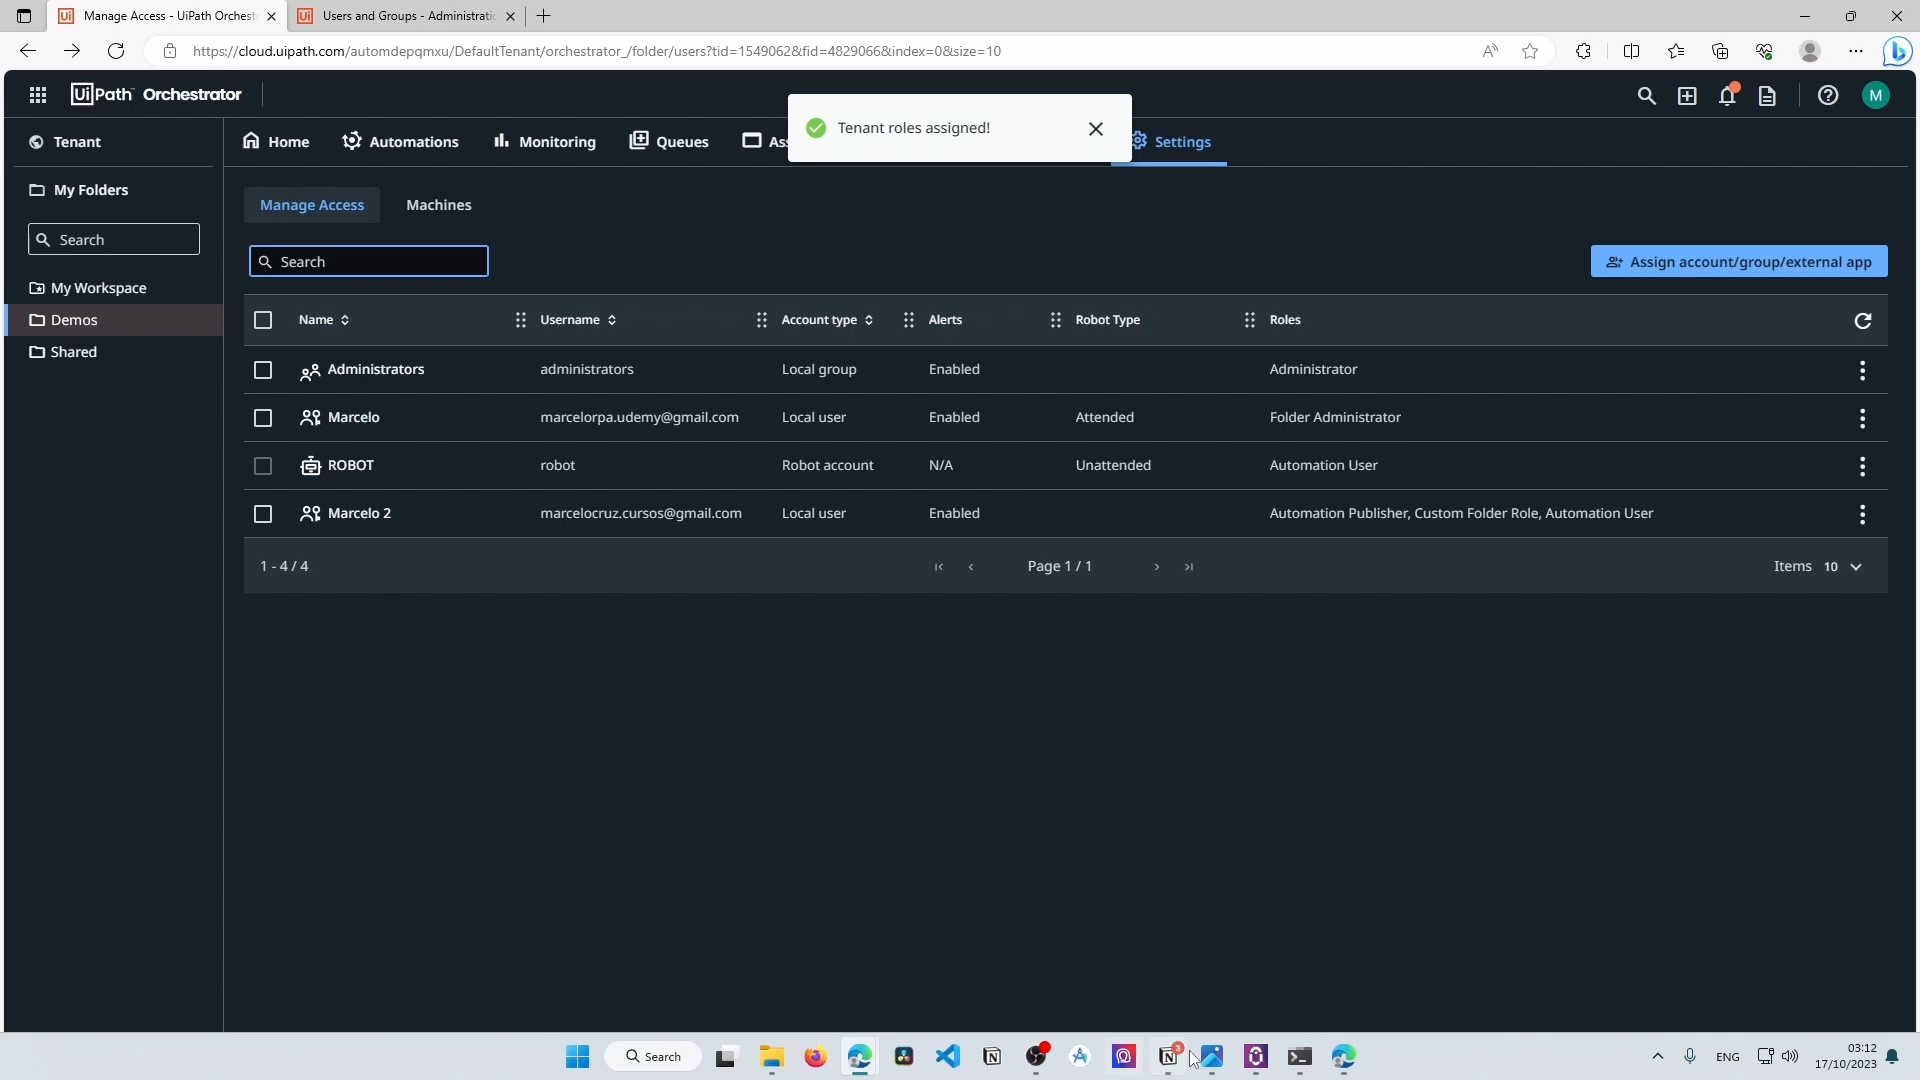 Manage Access - UiPath Orchest
Users and Groups - Administratio
https://cloud.uipath.com/automdepqmxu/DefaultTenant/orchestrator_/folder/users?tid=1549062&fid=4829066&index=0&size=10
UiPath Orchestrator
M
Tenant
Home
Automations
Monitoring
Queues
Ass
Tenant roles assigned!
Settings
My Folders
Search
My Workspace
Demos
Shared
Manage Access
Machines
Search
Assign account/group/external app
Name
Username
Account type
Alerts
Robot Type
Roles
Administrators
administrators
Local group
Enabled
Administrator
Marcelo
marcelorpa.udemy@gmail.com
Local user
Enabled
Attended
Folder Administrator
ROBOT
robot
Robot account
N/A
Unattended
Automation User
Marcelo 2
marcelocruz.cursos@gmail.com
Local user
Enabled
Automation Publisher, Custom Folder Role, Automation User
1 - 4 / 4
Page 1 / 1
Items 10
Search
3
ENG
03:12
17/10/2023